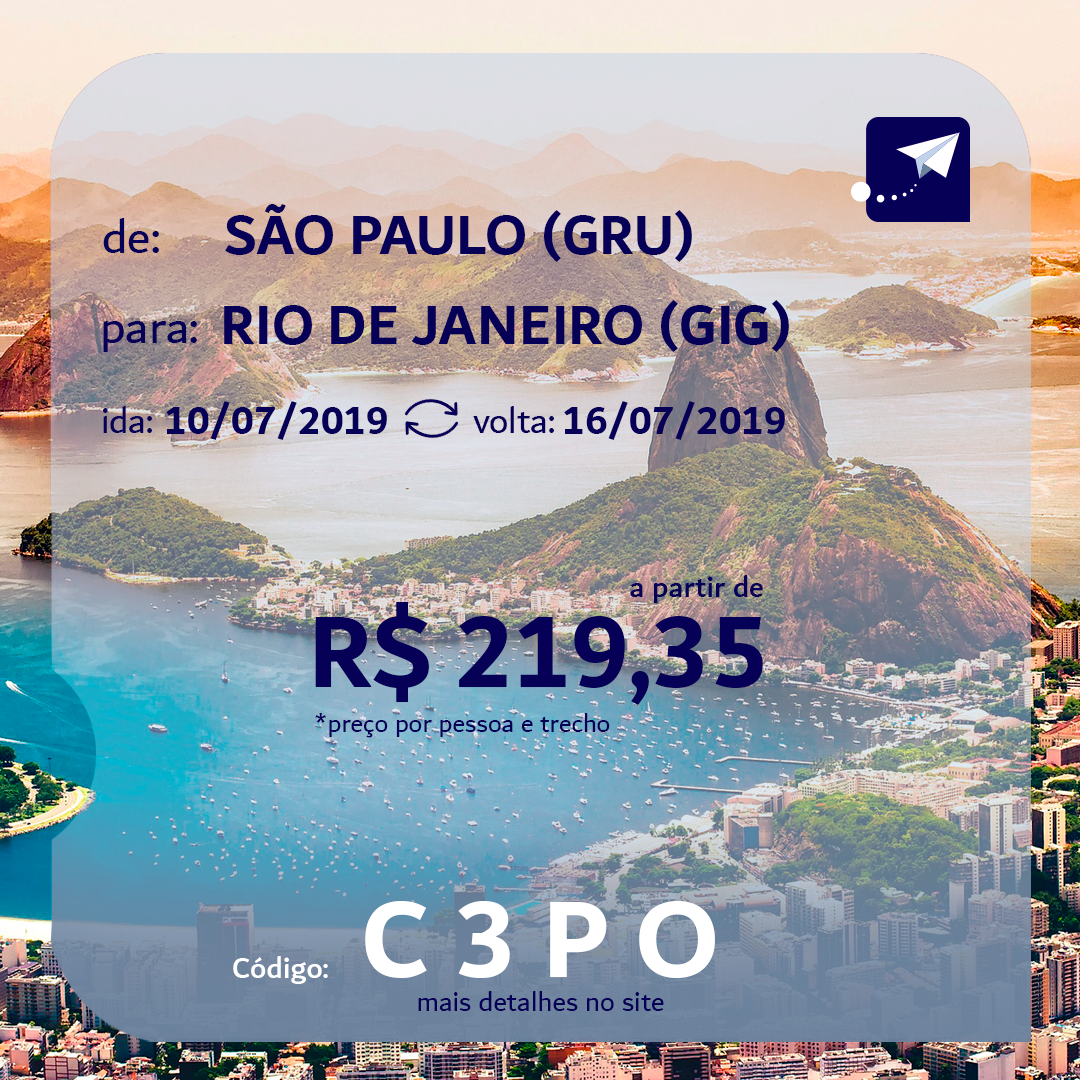 de: SÃO PAULO (GRU)
para: RIO DE JANEIRO (GIG)
ida: 10/07/2019 volta: 16/07/2019
a partir de
R$ 219,35
*preço por pessoa e trecho
Código: C3PO
mais detalhes no site